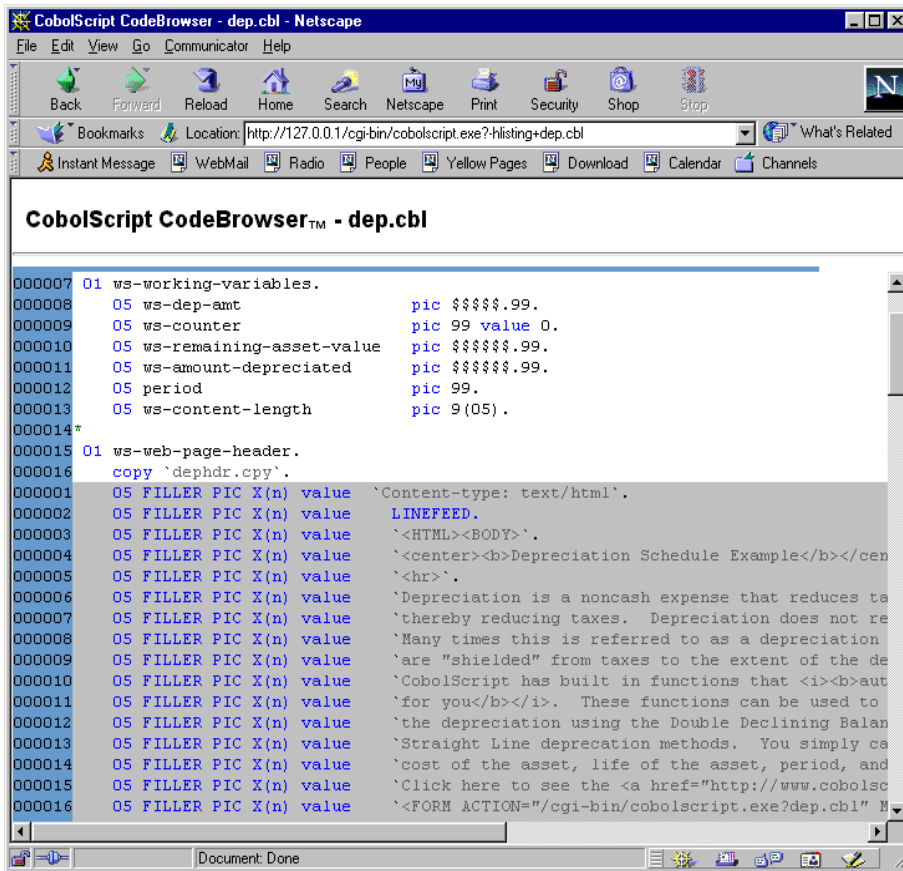 CobolScript CodeBrowser - dep.cbl - Netscape
File Edit View Go Communicator Help
Back Forward Reload Home Search Netscape Print Security Shop Stop
My
N
Bookmarks Location: http://127.0.0.1/cgi-bin/cobolscript.exe?-hlisting+dep.cbl What's Related
Instant Message WebMail Radio People Yellow Pages Download Calendar Channels
CobolScript CodeBrowser™ - dep.cbl
000007 01 ws-working-variables.
000008 05 ws-dep-amt pic $$$$$.99.
000009 05 ws-counter pic 99 value 0.
000010 05 ws-remaining-asset-value pic $$$$$$.99.
000011 05 ws-amount-depreciated pic $$$$$$.99.
000012 05 period pic 99.
000013 05 ws-content-length pic 9(05).
000014*
000015 01 ws-web-page-header.
000016 copy `dephdr.cpy`.
000001 05 FILLER PIC X(n) value `Content-type: text/html`.
000002 05 FILLER PIC X(n) value LINEFEED.
000003 05 FILLER PIC X(n) value `<HTML><BODY>`.
000004 05 FILLER PIC X(n) value `<center><b>Depreciation Schedule Example</b></cen
000005 05 FILLER PIC X(n) value `<hr>`.
000006 05 FILLER PIC X(n) value `Depreciation is a noncash expense that reduces ta
000007 05 FILLER PIC X(n) value `thereby reducing taxes.  Depreciation does not re
000008 05 FILLER PIC X(n) value `Many times this is referred to as a depreciation
000009 05 FILLER PIC X(n) value `are "shielded" from taxes to the extent of the de
000010 05 FILLER PIC X(n) value `CobolScript has built in functions that <i><b>aut
000011 05 FILLER PIC X(n) value `for you</b></i>.  These functions can be used to
000012 05 FILLER PIC X(n) value `the depreciation using the Double Declining Balan
000013 05 FILLER PIC X(n) value `Straight Line deprecation methods.  You simply ca
000014 05 FILLER PIC X(n) value `cost of the asset, life of the asset, period, and
000015 05 FILLER PIC X(n) value `Click here to see the <a href="http://www.cobolsc
000016 05 FILLER PIC X(n) value `<FORM ACTION="/cgi-bin/cobolscript.exe?dep.cbl" M
Document: Done